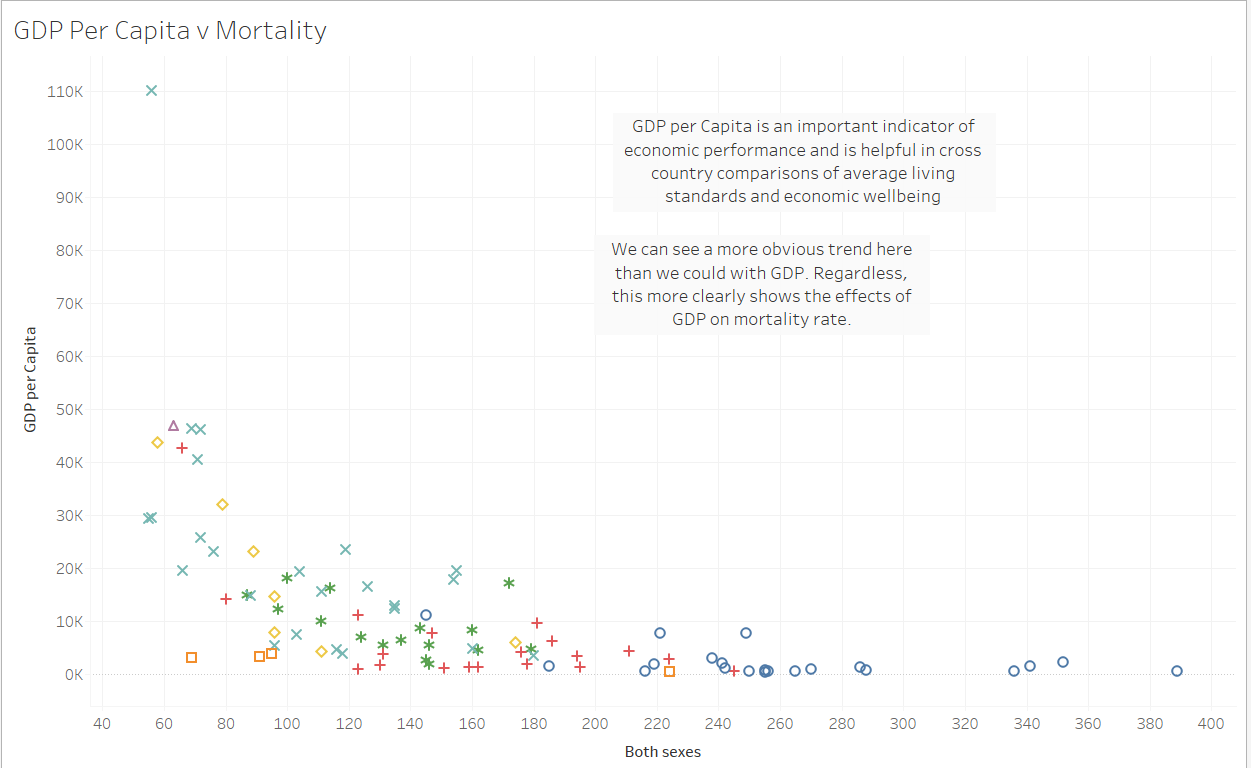 GDP Per Capita v Mortality
110K
100K
90K
80K
70K
60K
50K
40K
30K
20K
10K
0K
GDP per Capita
GDP per Capita is an important indicator of
economic performance and is helpful in cross
country comparisons of average living
standards and economic wellbeing
We can see a more obvious trend here
than we could with GDP. Regardless,
this more clearly shows the effects of
GDP on mortality rate.
40 60 80 100 120 140 160 180 200 220 240 260 280 300 320 340 360 380 400
Both sexes